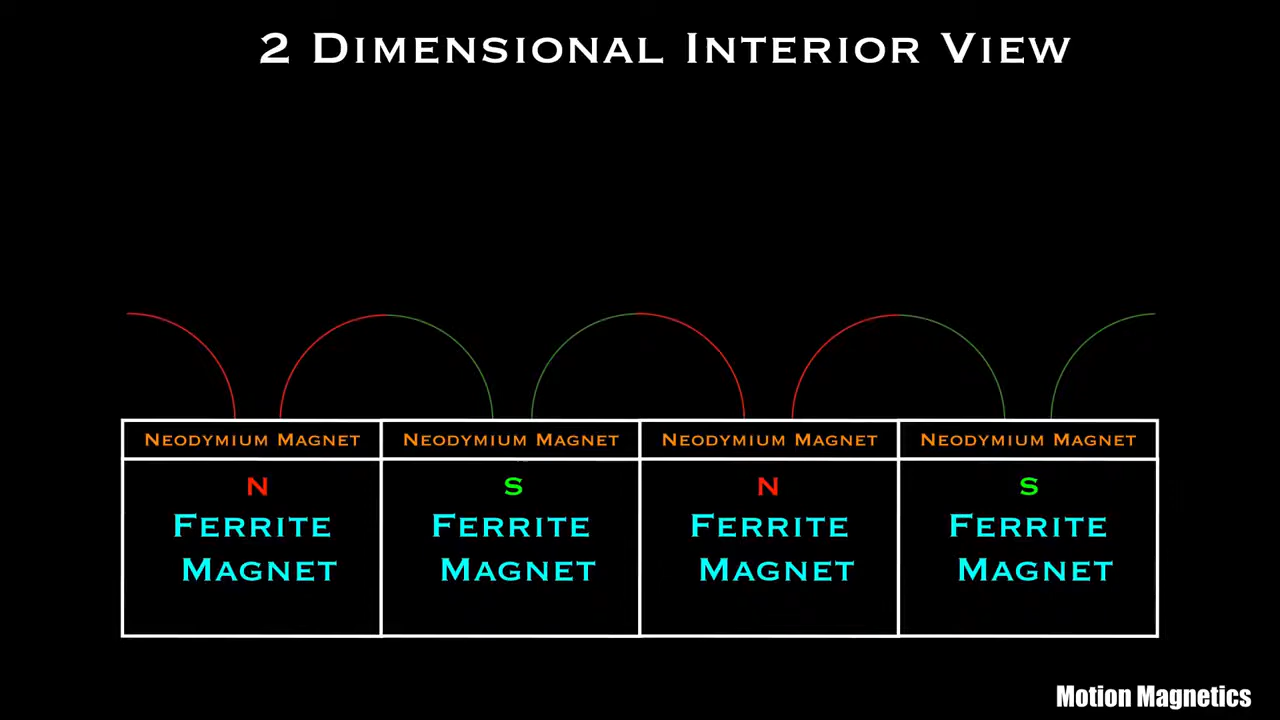 2 Dimensional Interior View
Neodymium Magnet Neodymium Magnet Neodymium Magnet Neodymium Magnet
N S N S
Ferrite Ferrite Ferrite Ferrite
Magnet Magnet Magnet Magnet
Motion Magnetics